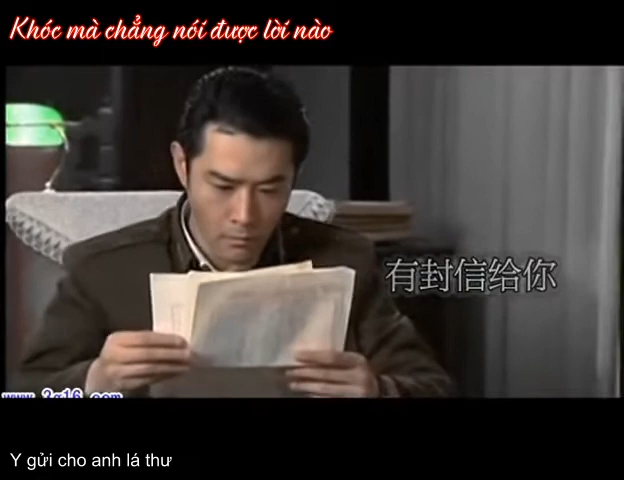 Khóc mà chẳng nói được lời nào
有封信给你
Y gửi cho anh lá thư